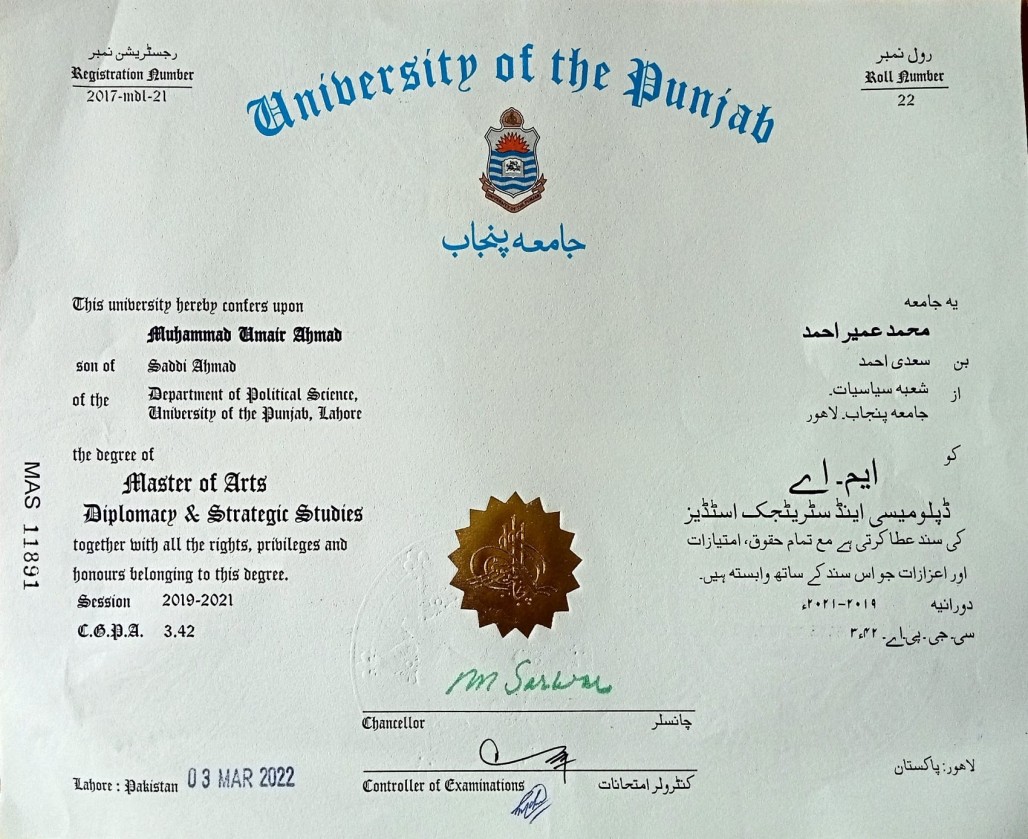 رجسٹریشن نمبر
Registration Number
2017-mdl-21
رول نمبر
Roll Number
22
University of the Punjab
جامعہ پنجاب
This university hereby confers upon
Muhammad Umair Ahmad
son of Saddi Ahmad
of the Department of Political Science,
University of the Punjab, Lahore
the degree of
Master of Arts
Diplomacy & Strategic Studies
together with all the rights, privileges and
honours belonging to this degree.
Session 2019-2021
C.G.P.A. 3.42
یہ جامعہ
محمد عمیر احمد
بن سعدی احمد
از شعبہ سیاسیات۔
جامعہ پنجاب۔ لاہور
کو
ایم۔ اے
ڈپلومیسی اینڈ سٹریٹجک اسٹڈیز
کی سند عطا کرتی ہے مع تمام حقوق، امتیازات
اور اعزازات جو اس سند کے ساتھ وابستہ ہیں۔
دورانیہ ۲۰۱۹-۲۰۲۱ء
سی۔ جی۔ پی۔ اے۔ ۳ء۴۲
MAS 11891
M Sarwar
Chancellor چانسلر
Controller of Examinations کنٹرولر امتحانات
Lahore : Pakistan 03 MAR 2022
لاہور: پاکستان